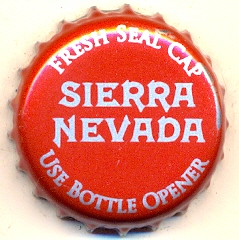 FRESH SEAL CAP
SIERRA
NEVADA
USE BOTTLE OPENER